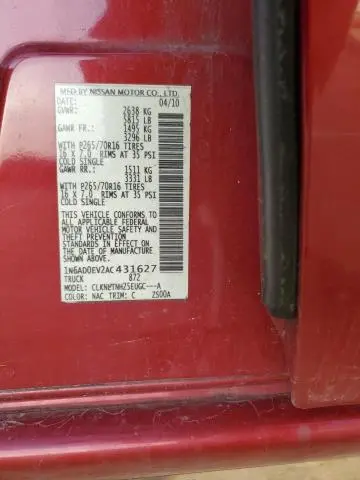 MFD BY NISSAN MOTOR CO., LTD.
DATE: 04/10
GVWR: 2638 KG
5815 LB
GAWR FR.: 1495 KG
3296 LB
WITH P265/70R16 TIRES
16 X 7.0 RIMS AT 35 PSI
COLD SINGLE
GAWR RR.: 1511 KG
3331 LB
WITH P265/70R16 TIRES
16 X 7.0 RIMS AT 35 PSI
COLD SINGLE
THIS VEHICLE CONFORMS TO
ALL APPLICABLE FEDERAL
MOTOR VEHICLE SAFETY AND
THEFT PREVENTION
STANDARDS IN EFFECT ON
THE DATE OF MANUFACTURE
SHOWN ABOVE.
1N6AD0EV2AC431627
TRUCK 872
MODEL: CLKNLTNHZ5EUGC---A
COLOR: NAC TRIM: C 2500A